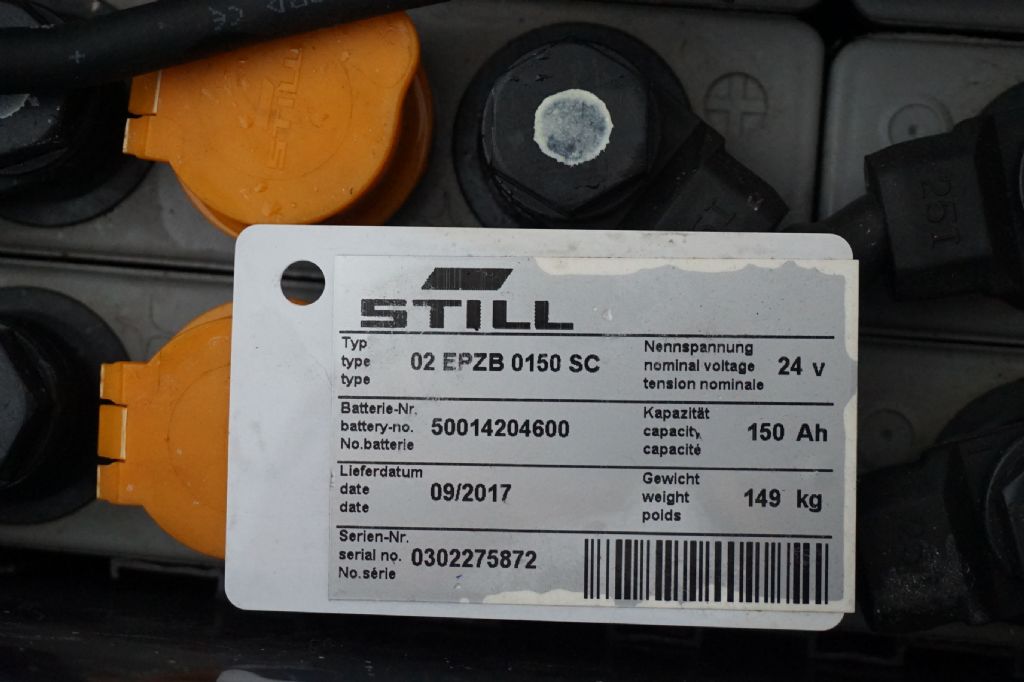 STILL
STILL
Typ
type
type
02 EPZB 0150 SC
Nennspannung
nominal voltage
tension nominale
24 v
Batterie-Nr.
battery-no.
No.batterie
50014204600
Kapazität
capacity
capacité
150 Ah
Lieferdatum
date
date
09/2017
Gewicht
weight
poids
149 kg
Serien-Nr.
serial no.
No.série
0302275872